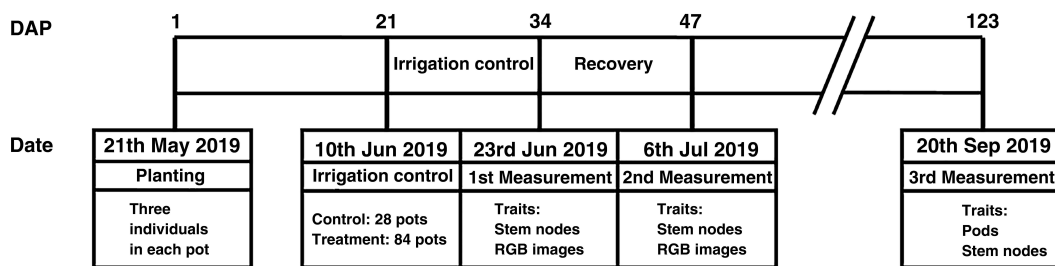 DAP 1 21 34 47 123
Irrigation control Recovery
Date
21th May 2019
Planting
Three
individuals
in each pot
10th Jun 2019
Irrigation control
Control: 28 pots
Treatment: 84 pots
23rd Jun 2019
1st Measurement
Traits:
Stem nodes
RGB images
6th Jul 2019
2nd Measurement
Traits:
Stem nodes
RGB images
20th Sep 2019
3rd Measurement
Traits:
Pods
Stem nodes